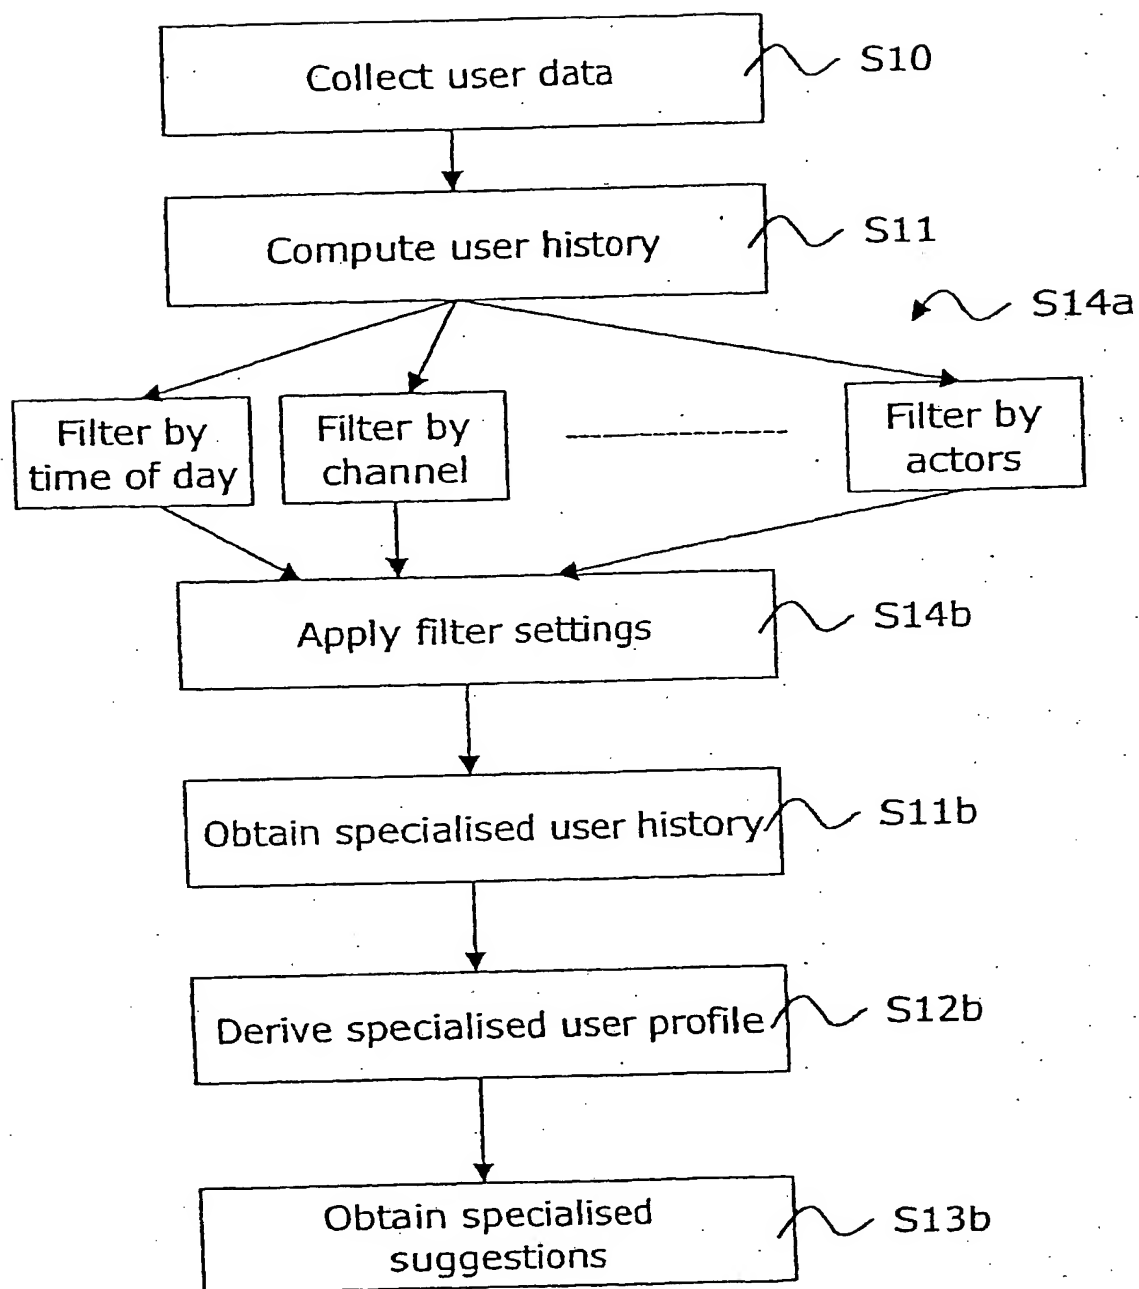 Collect user data
S10
Compute user history
S11
S14a
Filter by
time of day
Filter by
channel
Filter by
actors
Apply filter settings
S14b
Obtain specialised user history
S11b
Derive specialised user profile
S12b
Obtain specialised
suggestions
S13b